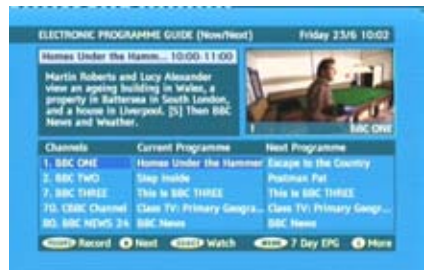 ELECTRONIC PROGRAMME GUIDE (Now/Next) Friday 23/6 10:02
Homes Under the Hamm... 10:00-11:00
Martin Roberts and Lucy Alexander
view an ageing building in Wales, a
property in Battersea in South London,
and a house in Liverpool. [S] Then BBC
News and Weather.
1 BBC ONE
Channels Current Programme Next Programme
1. BBC ONE Homes Under the Hammer Escape to the Country
2. BBC TWO Step Inside Postman Pat
7. BBC THREE This is BBC THREE This is BBC THREE
70. CBBC Channel Class TV: Primary Geogra... Class TV: Primary Geogr...
80. BBC NEWS 24 BBC News BBC News
Record Next SELECT Watch 7 Day EPG More